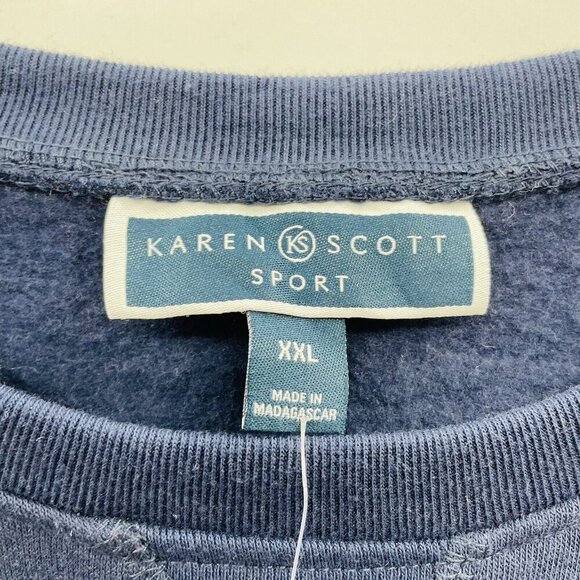 KAREN KS SCOTT
SPORT
XXL
MADE IN
MADAGASCAR